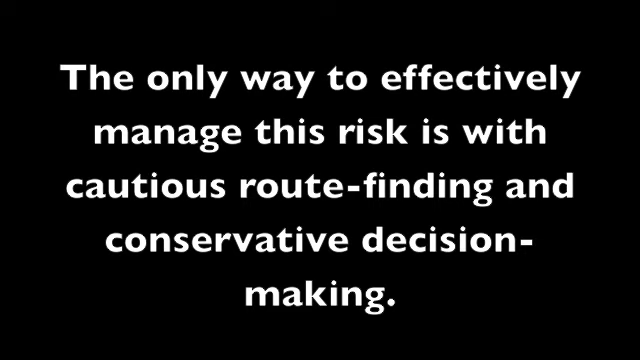 The only way to effectively
manage this risk is with
cautious route-finding and
conservative decision-
making.